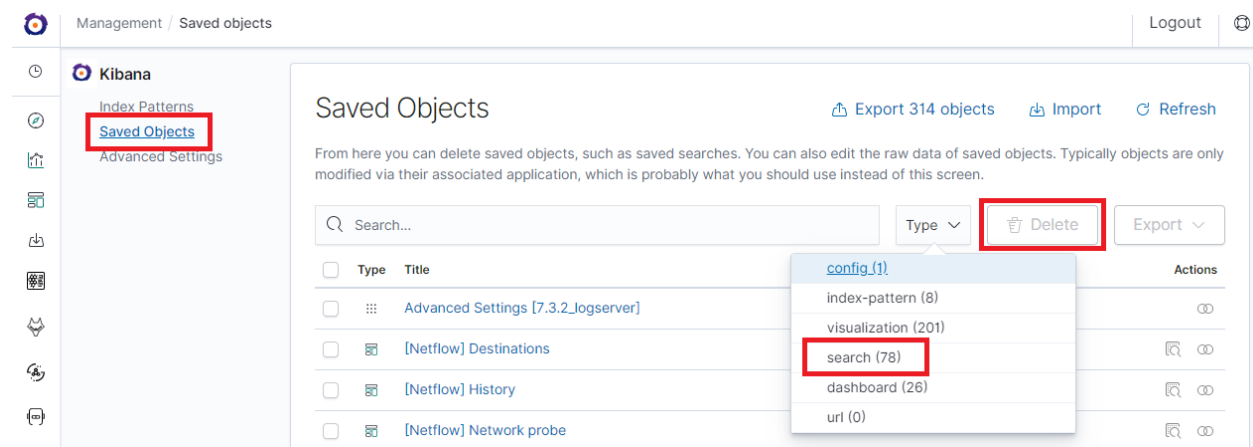 Management / Saved objects
Logout
Kibana
Index Patterns
Saved Objects
Advanced Settings
Saved Objects
Export 314 objects
Import
Refresh
From here you can delete saved objects, such as saved searches. You can also edit the raw data of saved objects. Typically objects are only
modified via their associated application, which is probably what you should use instead of this screen.
Search...
Type
Delete
Export
Type Title
Actions
config (1)
index-pattern (8)
visualization (201)
search (78)
dashboard (26)
url (0)
Advanced Settings [7.3.2_logserver]
[Netflow] Destinations
[Netflow] History
[Netflow] Network probe